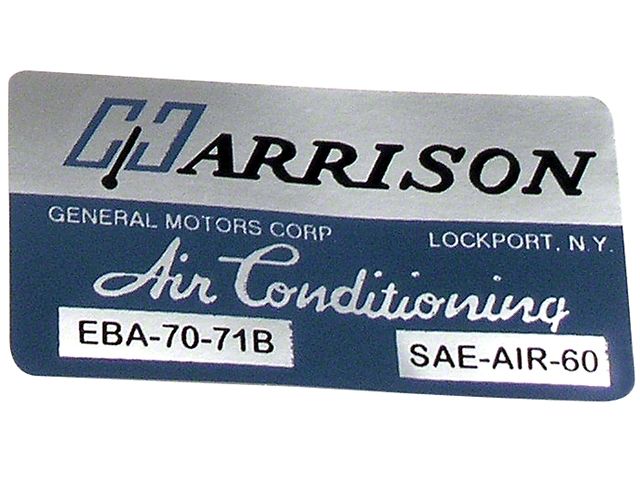 HARRISON
GENERAL MOTORS CORP
LOCKPORT, N.Y.
Air Conditioning
EBA-70-71B
SAE-AIR-60